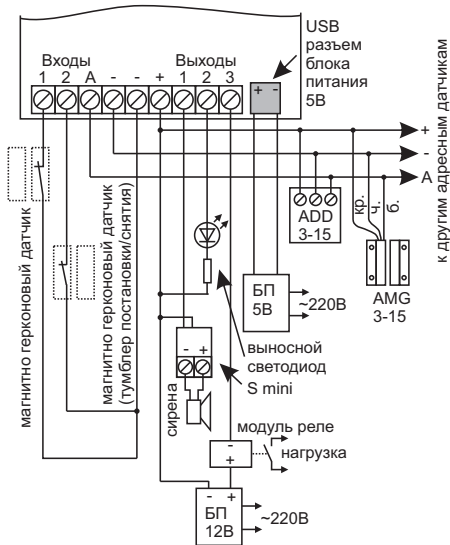 USB
разъем
блока
питания
5В
Входы
Выходы
1 2 А - - + 1 2 3
+ -
+
-
А
к другим адресным датчикам
кр.
ч.
б.
ADD
3-15
AMG
3-15
магнитно герконовый датчик
магнитно герконовый датчик
(тумблер постановки/снятия)
БП
5В
~220В
выносной
светодиод
S mini
- +
сирена
модуль реле
-
+
нагрузка
- +
БП
12В
~220В